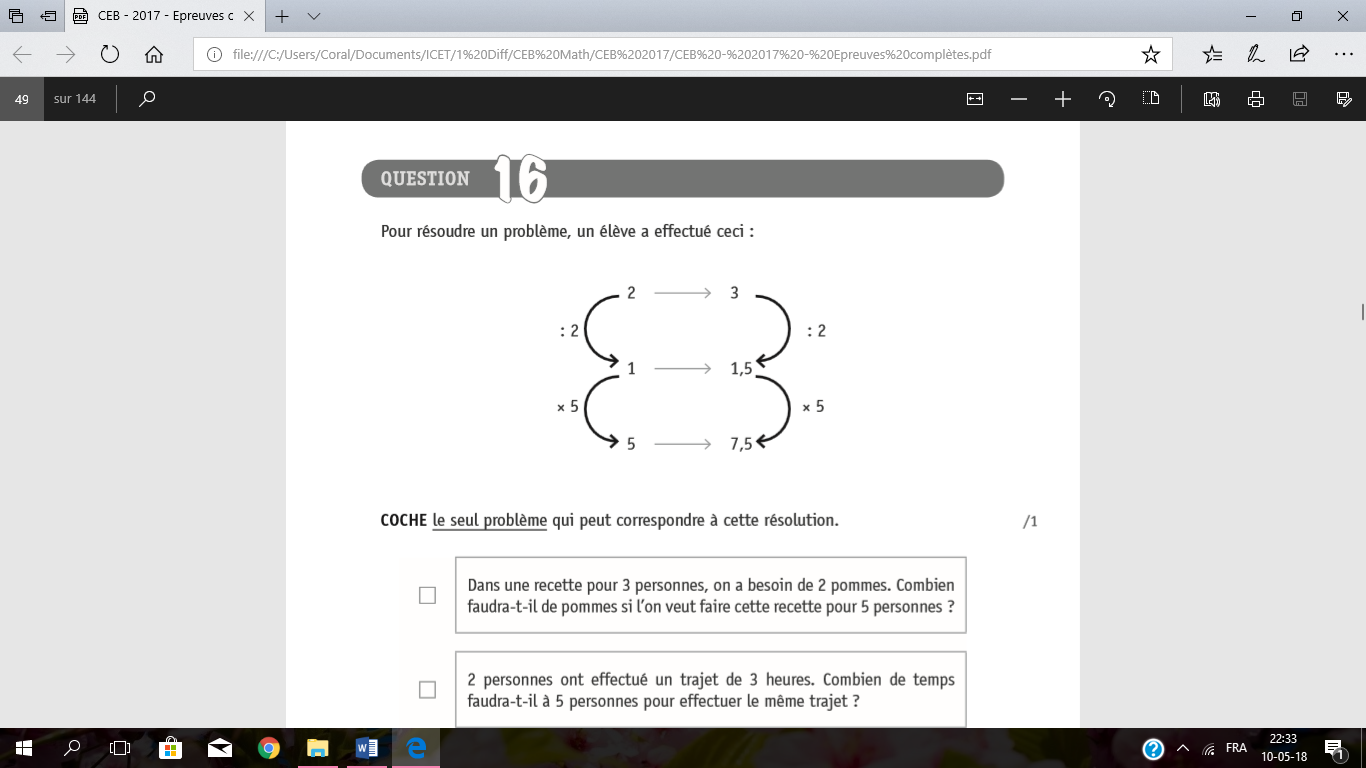 CEB - 2017 - Epreuves c
file:///C:/Users/Coral/Documents/ICET/1%20Diff/CEB%20Math/CEB%202017/CEB%20-%202017%20-%20Epreuves%20complètes.pdf
49 sur 144
QUESTION 16
Pour résoudre un problème, un élève a effectué ceci :
2 3
: 2 : 2
1 1,5
× 5 × 5
5 7,5
COCHE le seul problème qui peut correspondre à cette résolution. /1
Dans une recette pour 3 personnes, on a besoin de 2 pommes. Combien
faudra-t-il de pommes si l'on veut faire cette recette pour 5 personnes ?
2 personnes ont effectué un trajet de 3 heures. Combien de temps
faudra-t-il à 5 personnes pour effectuer le même trajet ?
FRA
22:33
10-05-18
1